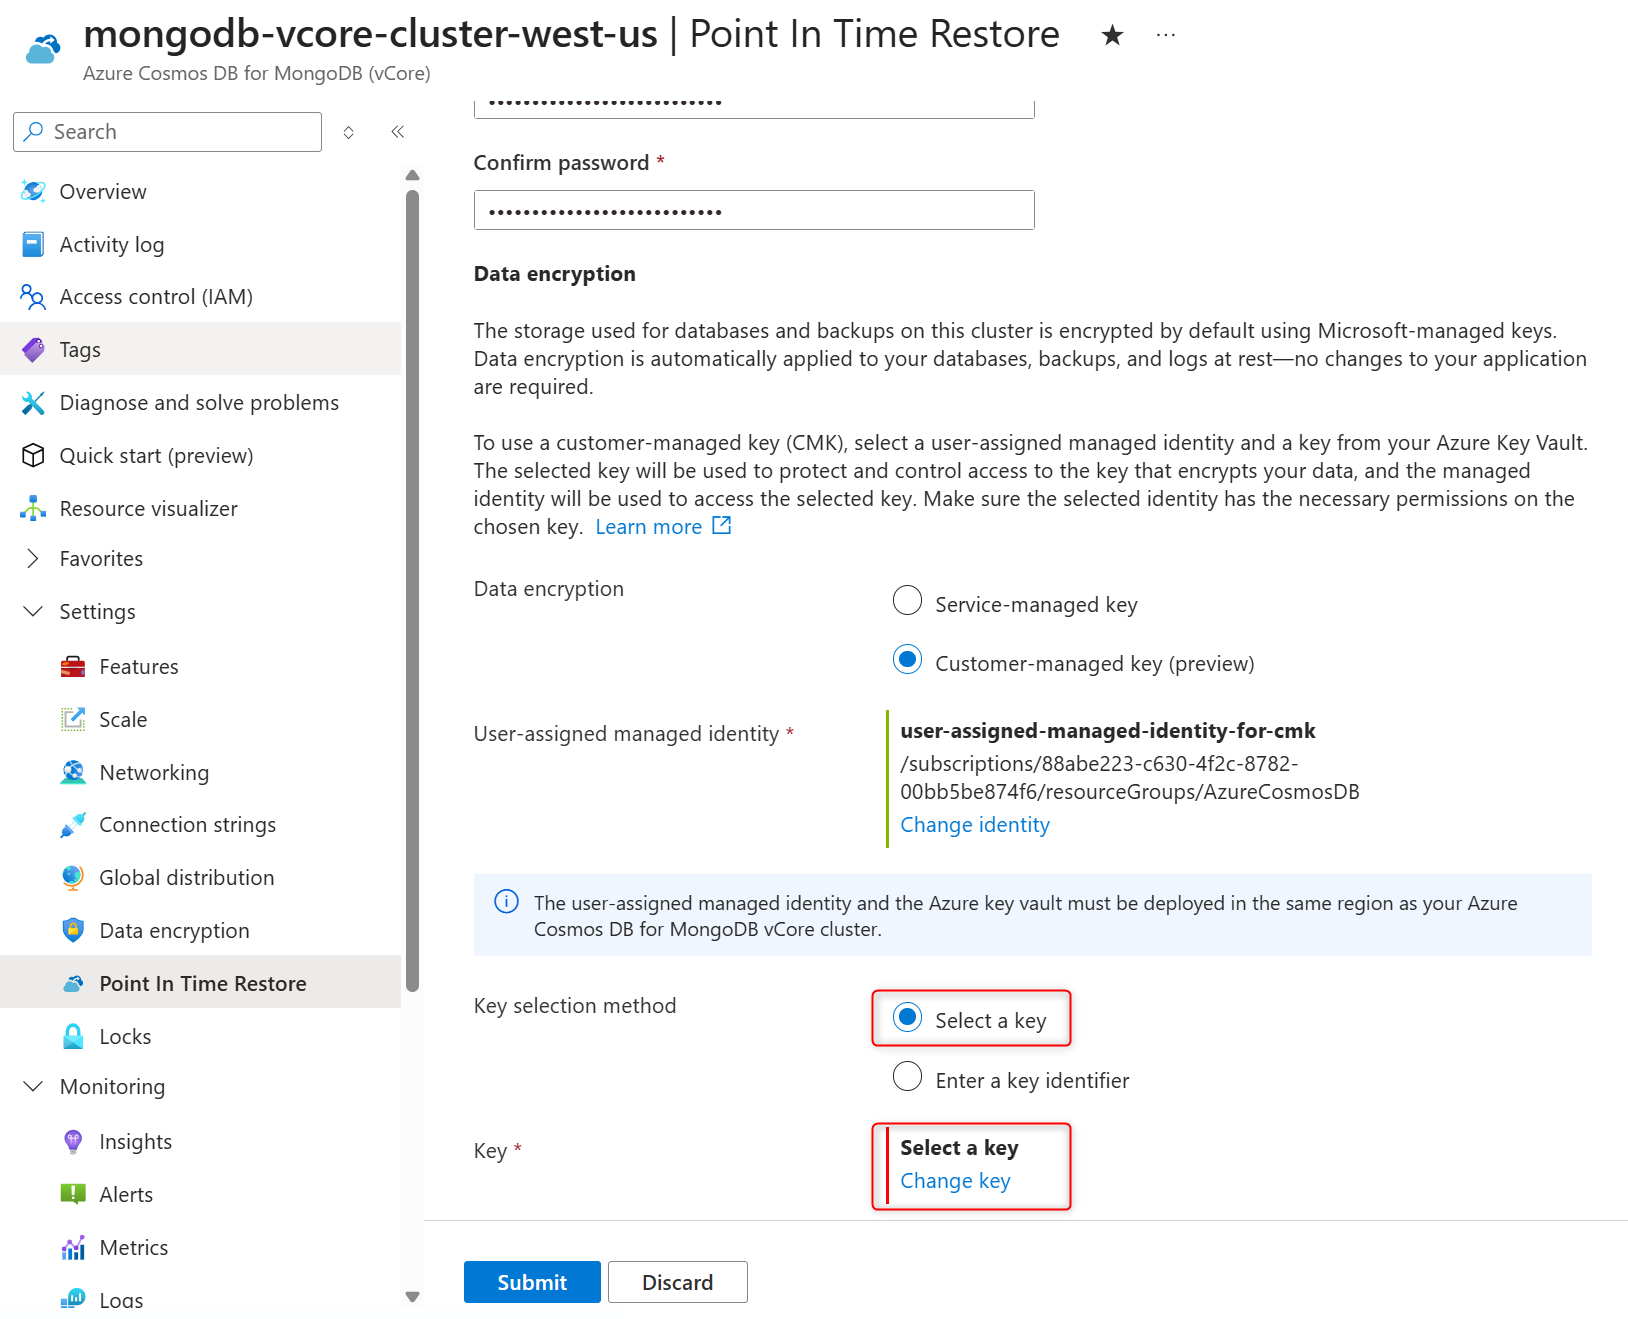 mongodb-vcore-cluster-west-us | Point In Time Restore
Azure Cosmos DB for MongoDB (vCore)
Search
Overview
Activity log
Access control (IAM)
Tags
Diagnose and solve problems
Quick start (preview)
Resource visualizer
Favorites
Settings
Features
Scale
Networking
Connection strings
Global distribution
Data encryption
Point In Time Restore
Locks
Monitoring
Insights
Alerts
Metrics
Logs
Confirm password *
Data encryption
The storage used for databases and backups on this cluster is encrypted by default using Microsoft-managed keys.
Data encryption is automatically applied to your databases, backups, and logs at rest—no changes to your application
are required.
To use a customer-managed key (CMK), select a user-assigned managed identity and a key from your Azure Key Vault.
The selected key will be used to protect and control access to the key that encrypts your data, and the managed
identity will be used to access the selected key. Make sure the selected identity has the necessary permissions on the
chosen key. Learn more
Data encryption
Service-managed key
Customer-managed key (preview)
User-assigned managed identity *
user-assigned-managed-identity-for-cmk
/subscriptions/88abe223-c630-4f2c-8782-
00bb5be874f6/resourceGroups/AzureCosmosDB
Change identity
The user-assigned managed identity and the Azure key vault must be deployed in the same region as your Azure
Cosmos DB for MongoDB vCore cluster.
Key selection method
Select a key
Enter a key identifier
Key *
Select a key
Change key
Submit
Discard